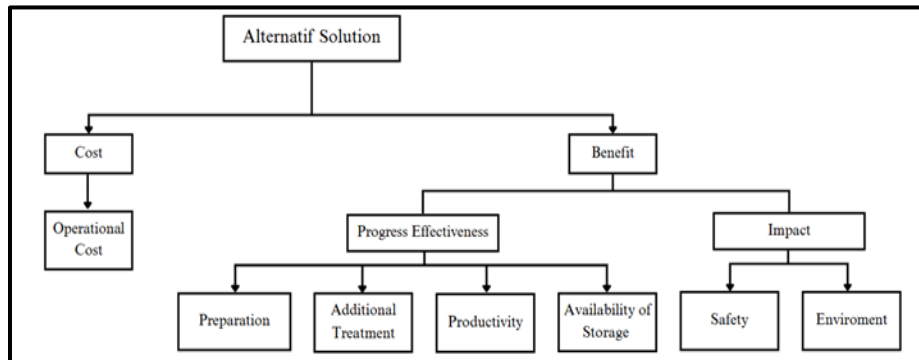 Alternatif Solution
Cost
Benefit
Operational
Cost
Progress Effectiveness
Impact
Preparation
Additional
Treatment
Productivity
Availability of
Storage
Safety
Enviroment